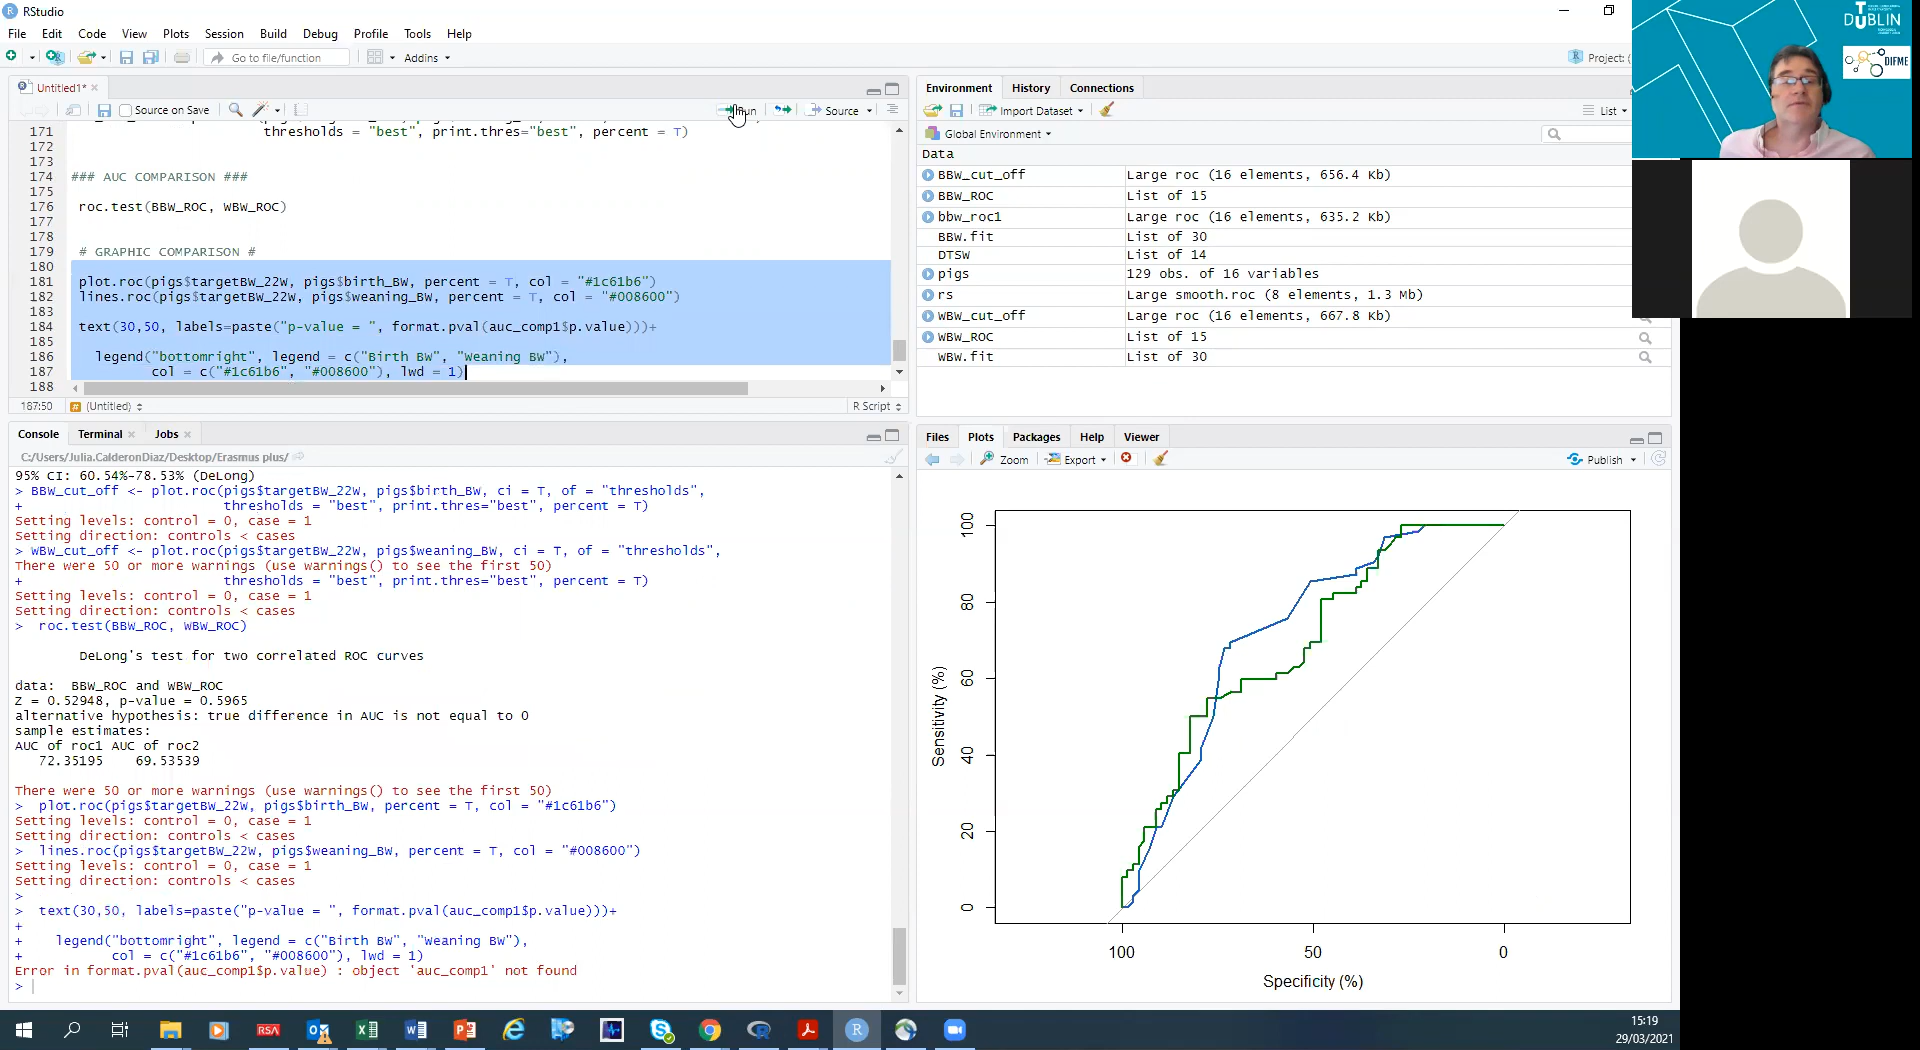 RStudio
File Edit Code View Plots Session Build Debug Profile Tools Help
Go to file/function Addins Project: (
Untitled1*
Source on Save Run Source
171 thresholds = "best", print.thres="best", percent = T)
172
173
174 ### AUC COMPARISON ###
175
176 roc.test(BBW_ROC, WBW_ROC)
177
178
179 # GRAPHIC COMPARISON #
180
181 plot.roc(pigs$targetBW_22W, pigs$birth_BW, percent = T, col = "#1c61b6")
182 lines.roc(pigs$targetBW_22W, pigs$weaning_BW, percent = T, col = "#008600")
183
184 text(30,50, labels=paste("p-value = ", format.pval(auc_comp1$p.value)))+
185
186 legend("bottomright", legend = c("Birth BW", "Weaning BW"),
187 col = c("#1c61b6", "#008600"), lwd = 1)
188
187:50 (Untitled) R Script
Console Terminal Jobs
C:/Users/Julia.CalderonDiaz/Desktop/Erasmus plus/
95% CI: 60.54%-78.53% (DeLong)
> BBW_cut_off <- plot.roc(pigs$targetBW_22W, pigs$birth_BW, ci = T, of = "thresholds",
+ thresholds = "best", print.thres="best", percent = T)
Setting levels: control = 0, case = 1
Setting direction: controls < cases
> WBW_cut_off <- plot.roc(pigs$targetBW_22W, pigs$weaning_BW, ci = T, of = "thresholds",
There were 50 or more warnings (use warnings() to see the first 50)
+ thresholds = "best", print.thres="best", percent = T)
Setting levels: control = 0, case = 1
Setting direction: controls < cases
> roc.test(BBW_ROC, WBW_ROC)
DeLong's test for two correlated ROC curves
data: BBW_ROC and WBW_ROC
Z = 0.52948, p-value = 0.5965
alternative hypothesis: true difference in AUC is not equal to 0
sample estimates:
AUC of roc1 AUC of roc2
72.35195 69.53539
There were 50 or more warnings (use warnings() to see the first 50)
> plot.roc(pigs$targetBW_22W, pigs$birth_BW, percent = T, col = "#1c61b6")
Setting levels: control = 0, case = 1
Setting direction: controls < cases
> lines.roc(pigs$targetBW_22W, pigs$weaning_BW, percent = T, col = "#008600")
Setting levels: control = 0, case = 1
Setting direction: controls < cases
>
> text(30,50, labels=paste("p-value = ", format.pval(auc_comp1$p.value)))+
+
+ legend("bottomright", legend = c("Birth BW", "Weaning BW"),
+ col = c("#1c61b6", "#008600"), lwd = 1)
Error in format.pval(auc_comp1$p.value) : object 'auc_comp1' not found
>
Environment History Connections
Import Dataset List
Global Environment
Data
BBW_cut_off Large roc (16 elements, 656.4 Kb)
BBW_ROC List of 15
bbw_roc1 Large roc (16 elements, 635.2 Kb)
BBW.fit List of 30
DTSW List of 14
pigs 129 obs. of 16 variables
rs Large smooth.roc (8 elements, 1.3 Mb)
WBW_cut_off Large roc (16 elements, 667.8 Kb)
WBW_ROC List of 15
WBW.fit List of 30
Files Plots Packages Help Viewer
Zoom Export Publish
Sensitivity (%)
100
80
60
40
20
0
100 50 0
Specificity (%)
DUBLIN
DIFME
RSA
15:19
29/03/2021